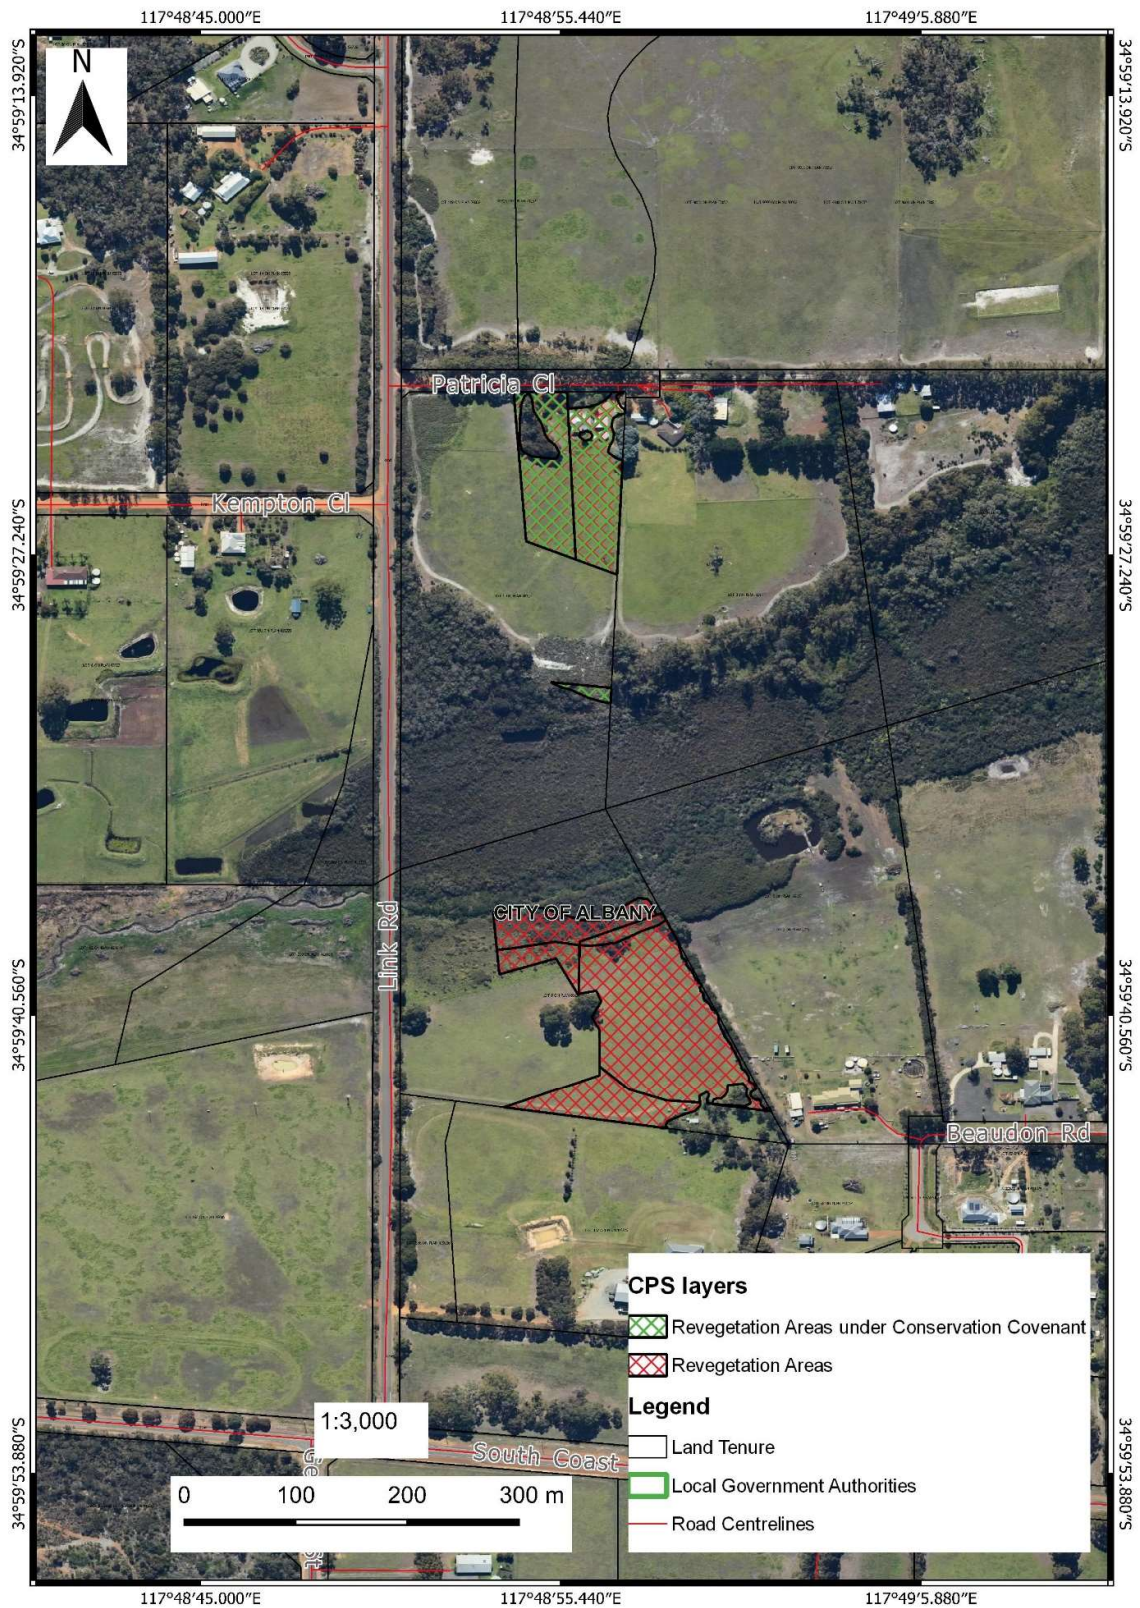 117°48'45.000"E 117°48'55.440"E 117°49'5.880"E
34°59'13.920"S
34°59'13.920"S
N
Patricia Cl
Kempton Cl
34°59'27.240"S
34°59'27.240"S
CITY OF ALBANY
Link Rd
34°59'40.560"S
34°59'40.560"S
Beaudon Rd
CPS layers
Revegetation Areas under Conservation Covenant
Revegetation Areas
Legend
Land Tenure
Local Government Authorities
Road Centrelines
1:3,000
South Coast
34°59'53.880"S
34°59'53.880"S
0 100 200 300 m
117°48'45.000"E 117°48'55.440"E 117°49'5.880"E